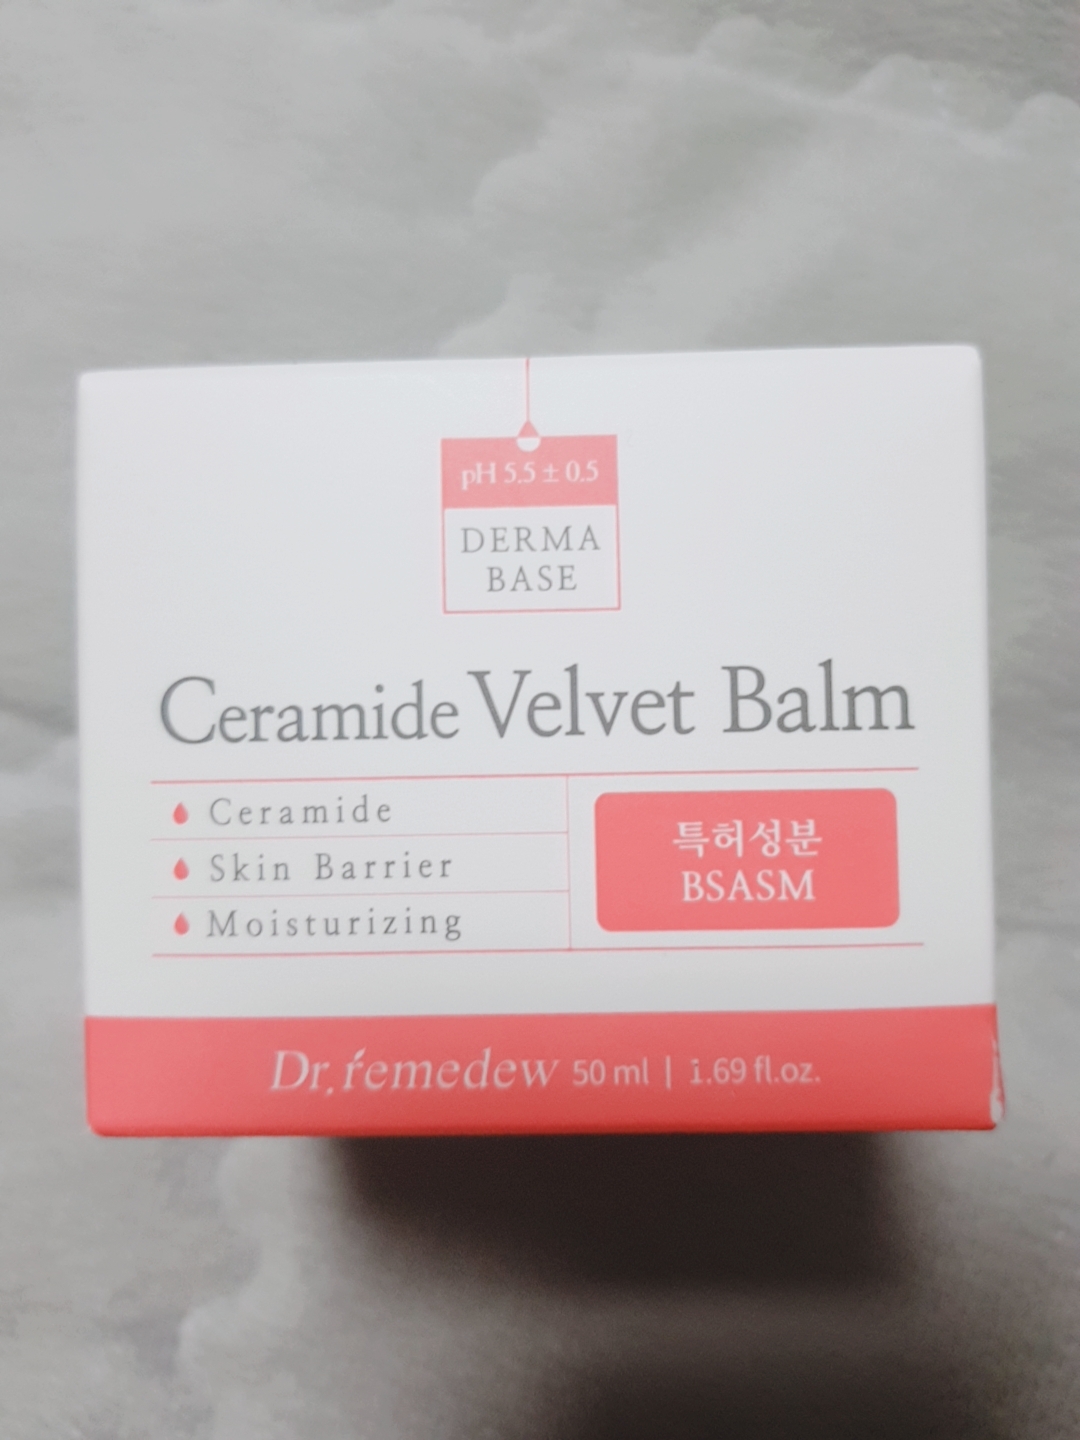 pH 5.5 ± 0.5
DERMA
BASE
Ceramide Velvet Balm
Ceramide
Skin Barrier
Moisturizing
특허성분
BSASM
Dr.remedew 50 ml | 1.69 fl.oz.